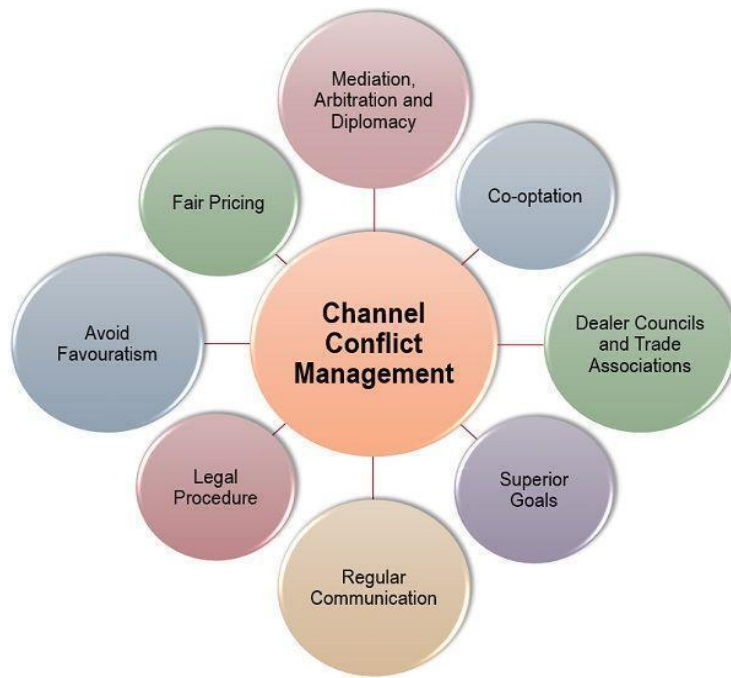 Mediation,
Arbitration and
Diplomacy
Fair Pricing
Co-optation
Channel
Conflict
Management
Avoid
Favouratism
Dealer Councils
and Trade
Associations
Legal
Procedure
Superior
Goals
Regular
Communication